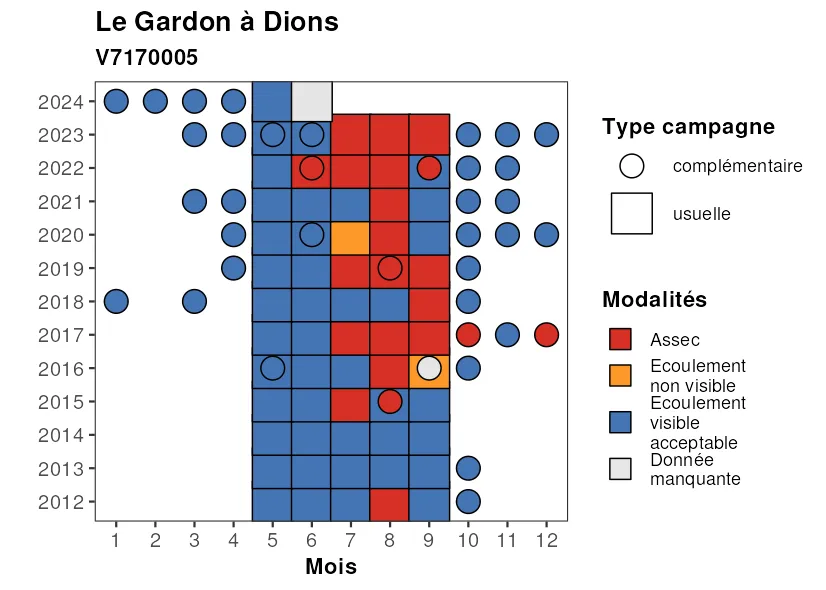 Le Gardon à Dions
V7170005
2024
2023
2022
2021
2020
2019
2018
2017
2016
2015
2014
2013
2012
1 2 3 4 5 6 7 8 9 10 11 12
Mois
Type campagne
complémentaire
usuelle
Modalités
Assec
Ecoulement
non visible
Ecoulement
visible
acceptable
Donnée
manquante